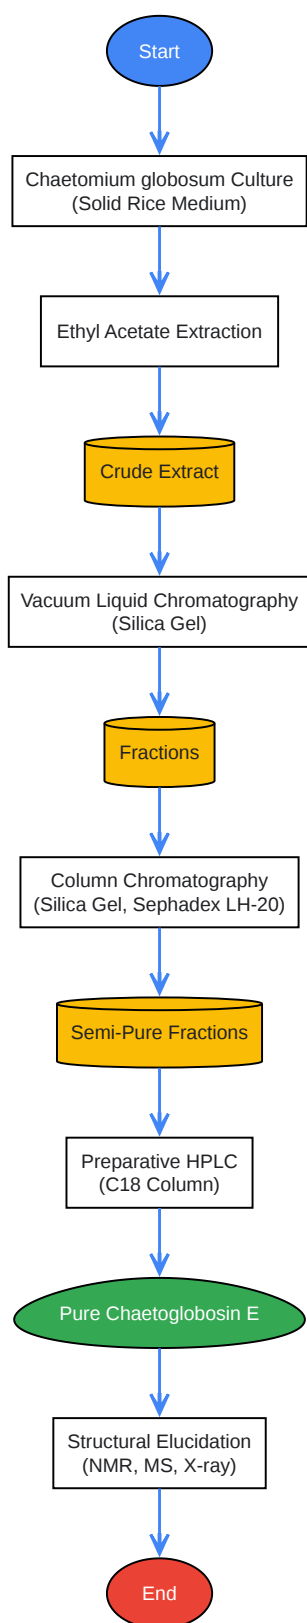 Start
Chaetomium globosum Culture
(Solid Rice Medium)
Ethyl Acetate Extraction
Crude Extract
Vacuum Liquid Chromatography
(Silica Gel)
Fractions
Column Chromatography
(Silica Gel, Sephadex LH-20)
Semi-Pure Fractions
Preparative HPLC
(C18 Column)
Pure Chaetoglobosin E
Structural Elucidation
(NMR, MS, X-ray)
End